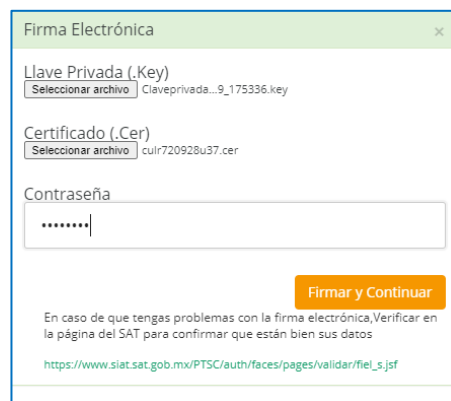 Firma Electrónica ×
Llave Privada (.Key)
Seleccionar archivo Claveprivada...9_175336.key
Certificado (.Cer)
Seleccionar archivo culr720928u37.cer
Contraseña
••••••••
Firmar y Continuar
En caso de que tengas problemas con la firma electrónica,Verificar en
la página del SAT para confirmar que están bien sus datos
https://www.siat.sat.gob.mx/PTSC/auth/faces/pages/validar/fiel_s.jsf